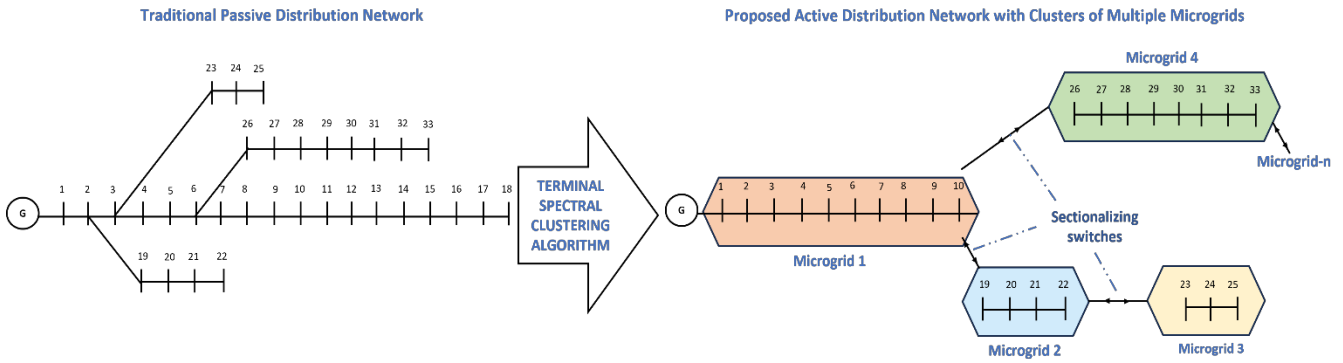 Traditional Passive Distribution Network
23 24 25
26 27 28 29 30 31 32 33
1 2 3 4 5 6 7 8 9 10 11 12 13 14 15 16 17 18
G
19 20 21 22
TERMINAL
SPECTRAL
CLUSTERING
ALGORITHM
Proposed Active Distribution Network with Clusters of Multiple Microgrids
Microgrid 4
26 27 28 29 30 31 32 33
Microgrid-n
1 2 3 4 5 6 7 8 9 10
G
Microgrid 1
Sectionalizing
switches
19 20 21 22
Microgrid 2
23 24 25
Microgrid 3